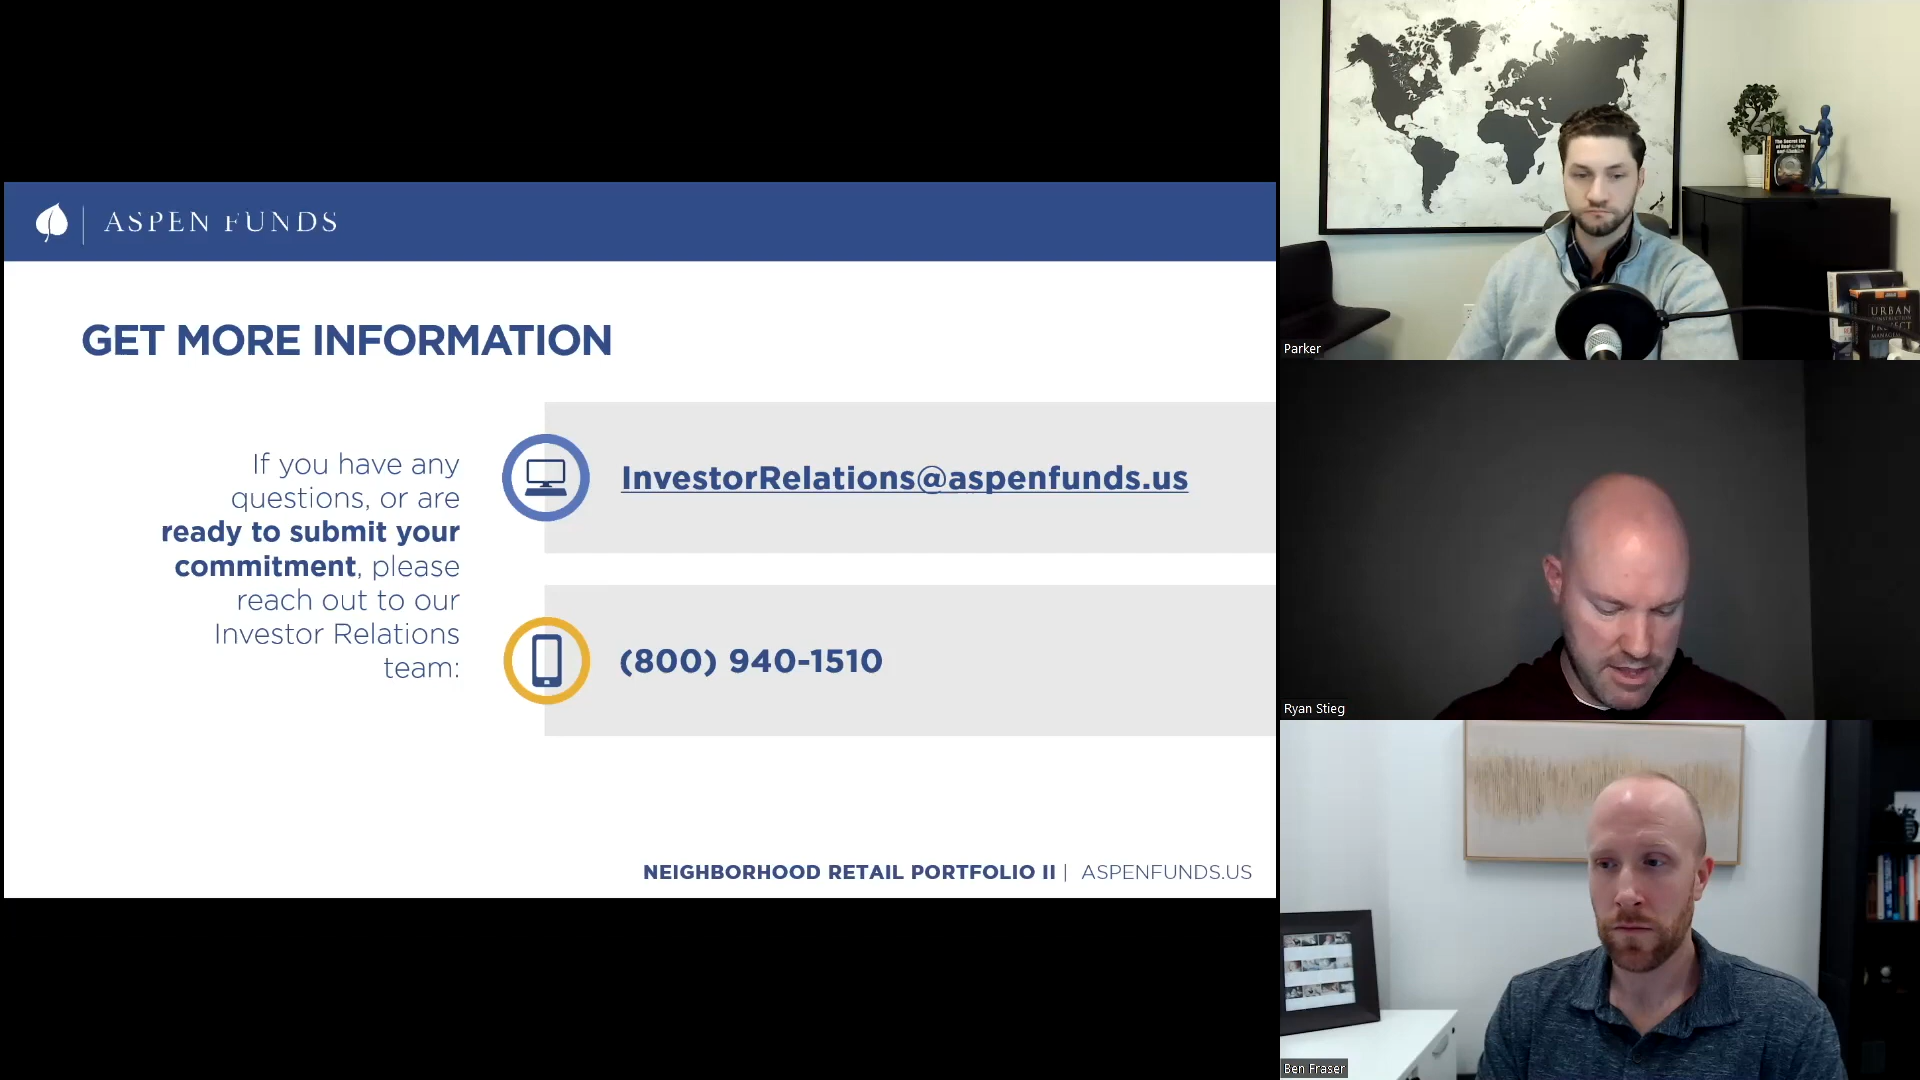 ASPEN FUNDS
GET MORE INFORMATION
If you have any
questions, or are
ready to submit your
commitment, please
reach out to our
Investor Relations
team:
InvestorRelations@aspenfunds.us
(800) 940-1510
NEIGHBORHOOD RETAIL PORTFOLIO II | ASPENFUNDS.US
Parker
URBAN
Ryan Stieg
Ben Fraser